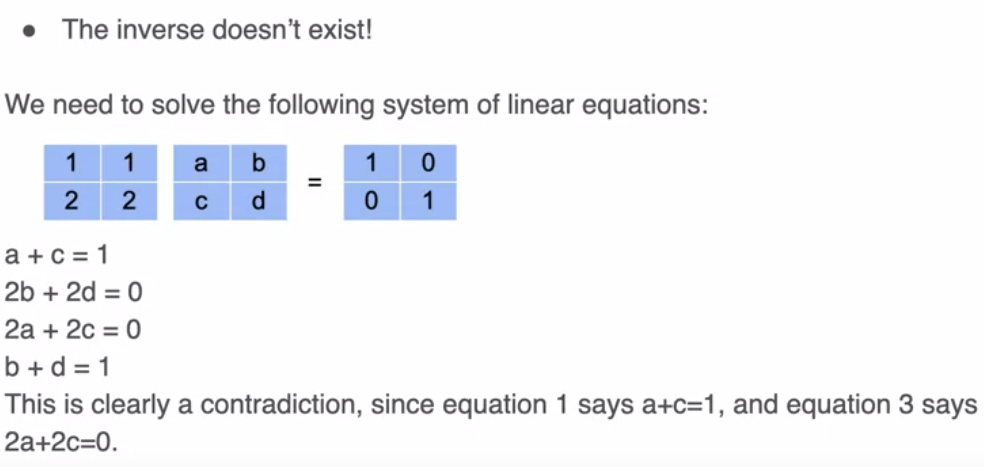 ● The inverse doesn't exist!
We need to solve the following system of linear equations:
1 1 a b = 1 0
2 2 c d 0 1
a + c = 1
2b + 2d = 0
2a + 2c = 0
b + d = 1
This is clearly a contradiction, since equation 1 says a+c=1, and equation 3 says
2a+2c=0.